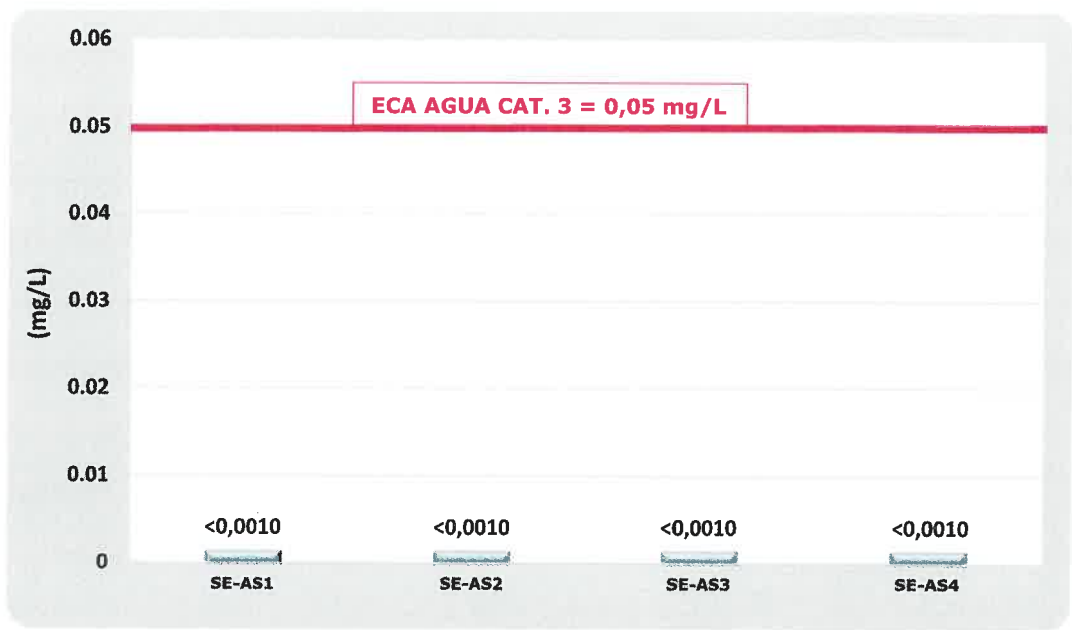 0.06
ECA AGUA CAT. 3 = 0,05 mg/L
0.05
0.04
0.03
(mg/L)
0.02
0.01
<0,0010 <0,0010 <0,0010 <0,0010
0
SE-AS1 SE-AS2 SE-AS3 SE-AS4